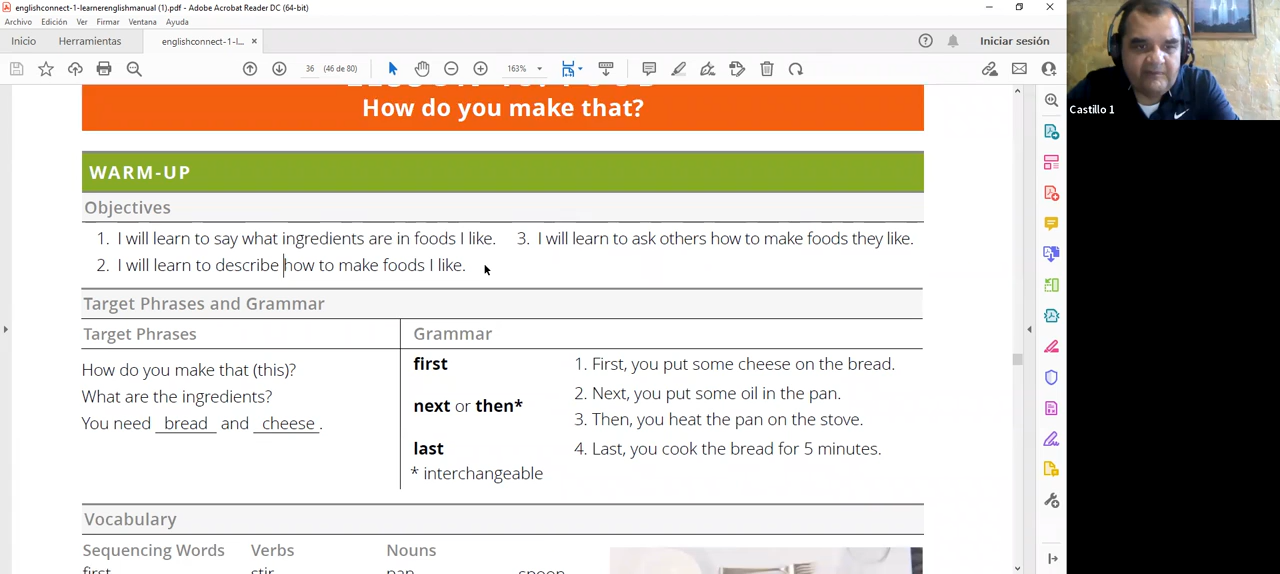 englishconnect-1-learnerenglishmanual (1).pdf - Adobe Acrobat Reader DC (64-bit)
Archivo Edición Ver Firmar Ventana Ayuda
Inicio Herramientas englishconnect-1-l... Iniciar sesión
36 (46 de 80) 163%
How do you make that?
WARM-UP
Objectives
1. I will learn to say what ingredients are in foods I like.
2. I will learn to describe how to make foods I like.
3. I will learn to ask others how to make foods they like.
Target Phrases and Grammar
Target Phrases
How do you make that (this)?
What are the ingredients?
You need bread and cheese.
Grammar
first 1. First, you put some cheese on the bread.
next or then* 2. Next, you put some oil in the pan.
3. Then, you heat the pan on the stove.
last 4. Last, you cook the bread for 5 minutes.
* interchangeable
Vocabulary
Sequencing Words Verbs Nouns
first stir pan spoon
Castillo 1